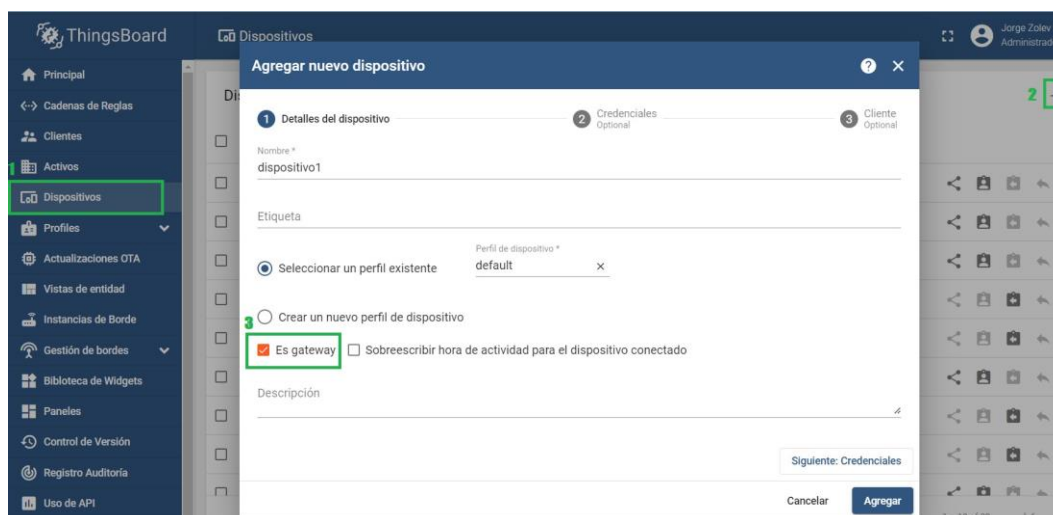 ThingsBoard
Dispositivos
Jorge Zolev
Administrad
Principal
Cadenas de Reglas
Clientes
1
Activos
Dispositivos
Profiles
Actualizaciones OTA
Vistas de entidad
Instancias de Borde
Gestión de bordes
Biblioteca de Widgets
Paneles
Control de Versión
Registro Auditoría
Uso de API
Di
2
Agregar nuevo dispositivo
1 Detalles del dispositivo
2 Credenciales
Optional
3 Cliente
Optional
Nombre *
dispositivo1
Etiqueta
Seleccionar un perfil existente
Perfil de dispositivo *
default
Crear un nuevo perfil de dispositivo
3
Es gateway
Sobreescribir hora de actividad para el dispositivo conectado
Descripción
Siguiente: Credenciales
Cancelar
Agregar